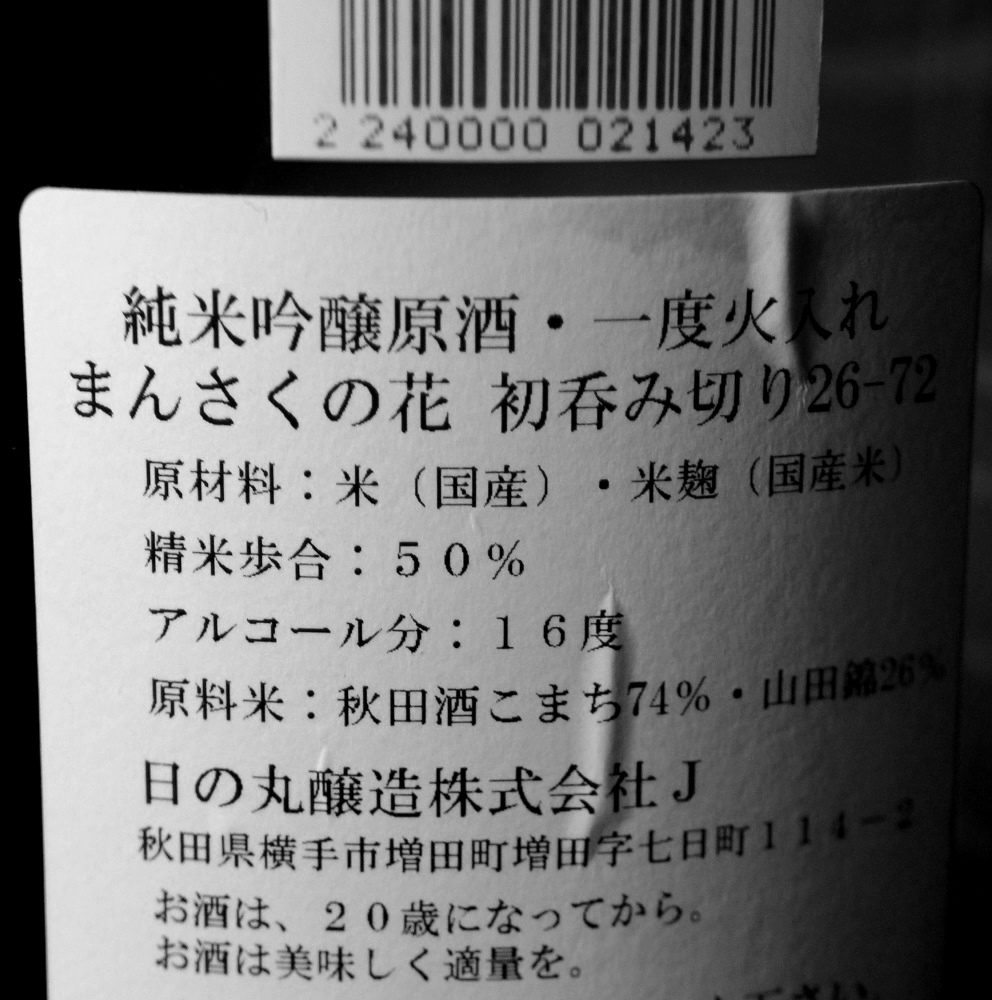 2 240000 021423
純米吟醸原酒・一度火入れ
まんさくの花 初呑み切り26-72
原材料：米（国産）・米麹（国産米）
精米歩合：５０％
アルコール分：１６度
原料米：秋田酒こまち74％・山田錦26％
日の丸醸造株式会社Ｊ
秋田県横手市増田町増田字七日町１１４－２
お酒は、２０歳になってから。
お酒は美味しく適量を。